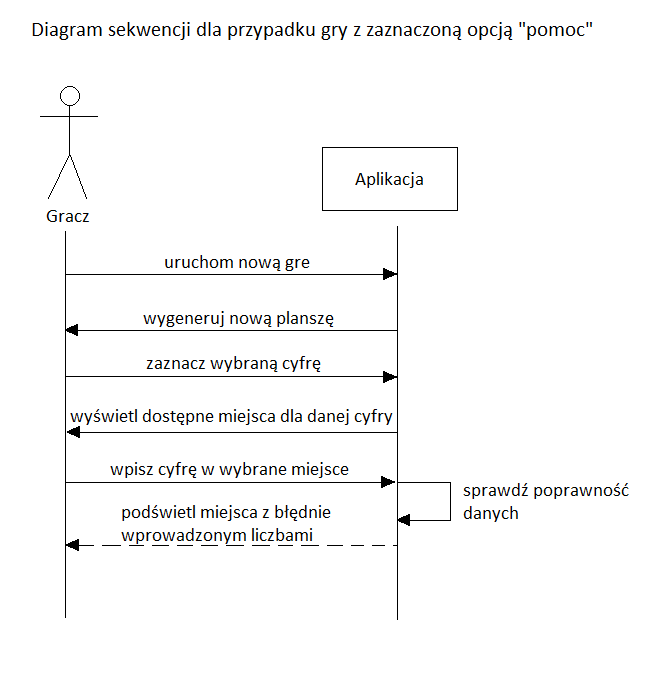 Diagram sekwencji dla przypadku gry z zaznaczoną opcją "pomoc"
Aplikacja
Gracz
uruchom nową gre
wygeneruj nową planszę
zaznacz wybraną cyfrę
wyświetl dostępne miejsca dla danej cyfry
wpisz cyfrę w wybrane miejsce
sprawdź poprawność
danych
podświetl miejsca z błędnie
wprowadzonym liczbami